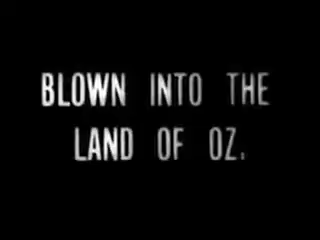 BLOWN INTO THE
LAND OF OZ.